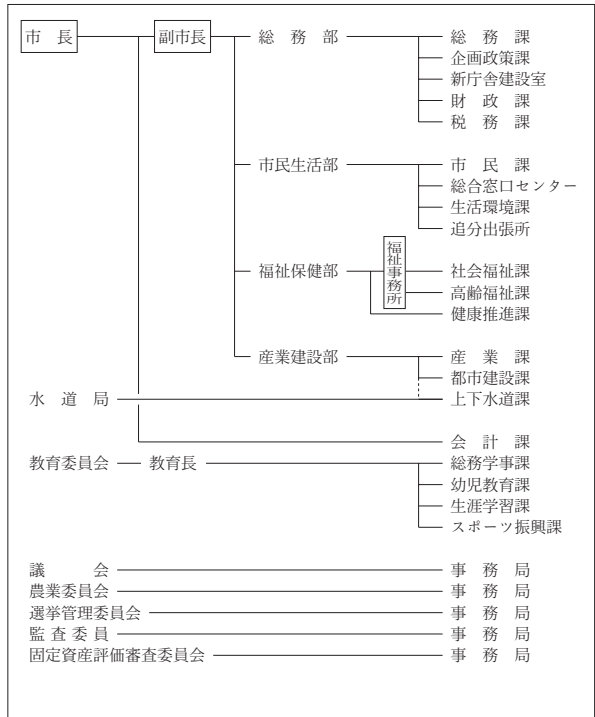 市長 副市長 総務部 総務課
企画政策課
新庁舎建設室
財政課
税務課
市民生活部 市民課
総合窓口センター
生活環境課
追分出張所
福祉保健部 福祉事務所 社会福祉課
高齢福祉課
健康推進課
産業建設部 産業課
都市建設課
水道局 上下水道課
会計課
教育委員会 教育長 総務学事課
幼児教育課
生涯学習課
スポーツ振興課
議会 事務局
農業委員会 事務局
選挙管理委員会 事務局
監査委員 事務局
固定資産評価審査委員会 事務局